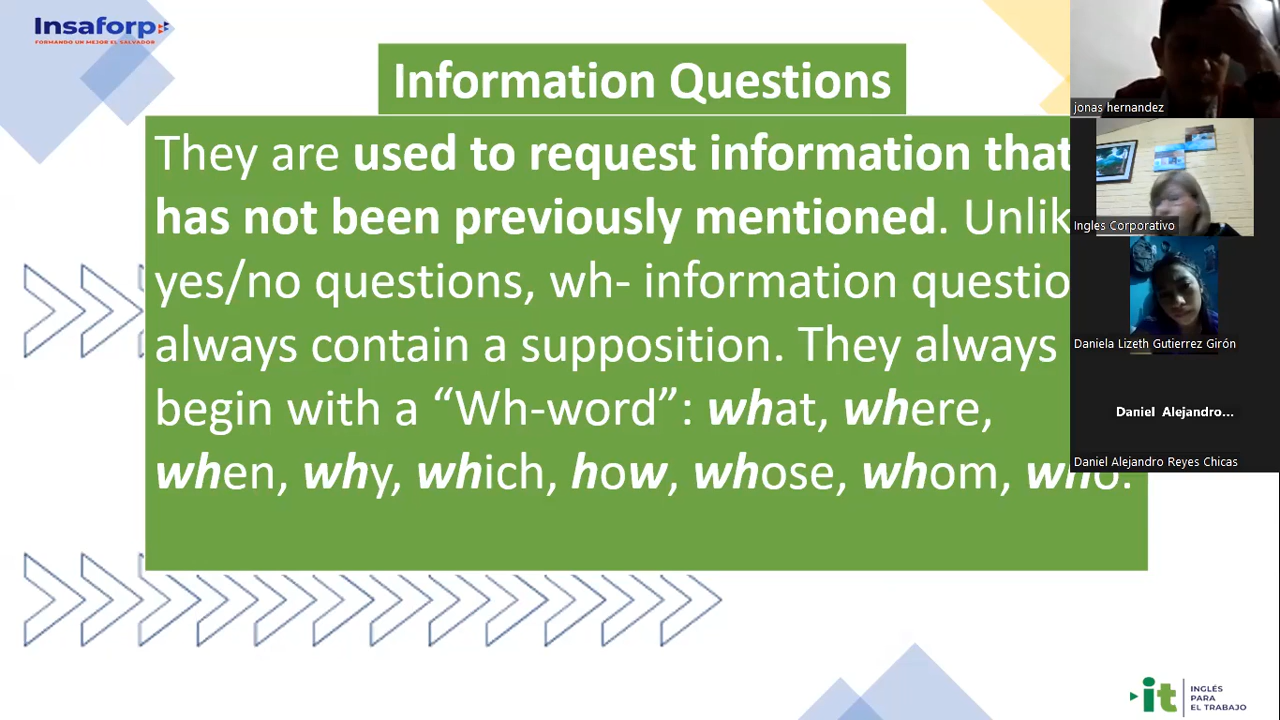 Insaforp
FORMANDO UN MEJOR EL SALVADOR
Information Questions
They are used to request information that
has not been previously mentioned. Unlik
yes/no questions, wh- information questio
always contain a supposition. They always
begin with a “Wh-word”: what, where,
when, why, which, how, whose, whom, who.
jonas hernandez
Ingles Corporativo
Daniela Lizeth Gutierrez Girón
Daniel Alejandro...
Daniel Alejandro Reyes Chicas
it
INGLÉS
PARA
EL TRABAJO